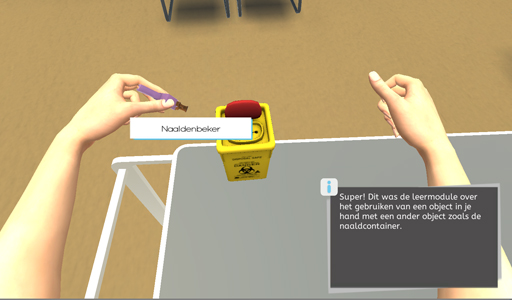 Naaldenbeker
Super! Dit was de leermodule over
het gebruiken van een object in je
hand met een ander object zoals de
naaldcontainer.